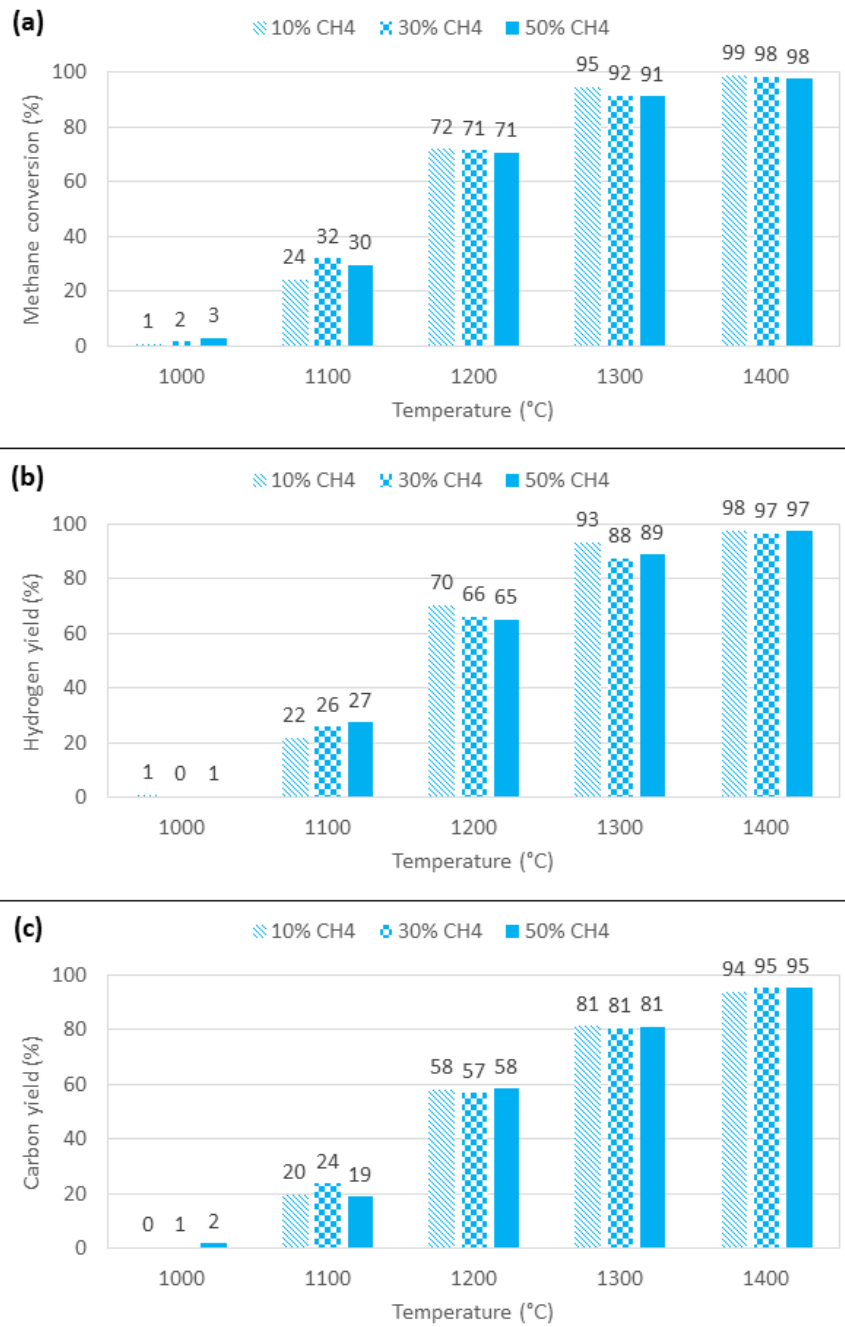 (a)
10% CH4 30% CH4 50% CH4
Methane conversion (%)
100
80
60
40
20
0
1 2 3
24 32 30
72 71 71
95 92 91
99 98 98
1000 1100 1200 1300 1400
Temperature (°C)
(b)
10% CH4 30% CH4 50% CH4
Hydrogen yield (%)
100
80
60
40
20
0
1 0 1
22 26 27
70 66 65
93 88 89
98 97 97
1000 1100 1200 1300 1400
Temperature (°C)
(c)
10% CH4 30% CH4 50% CH4
Carbon yield (%)
100
80
60
40
20
0
0 1 2
20 24 19
58 57 58
81 81 81
94 95 95
1000 1100 1200 1300 1400
Temperature (°C)